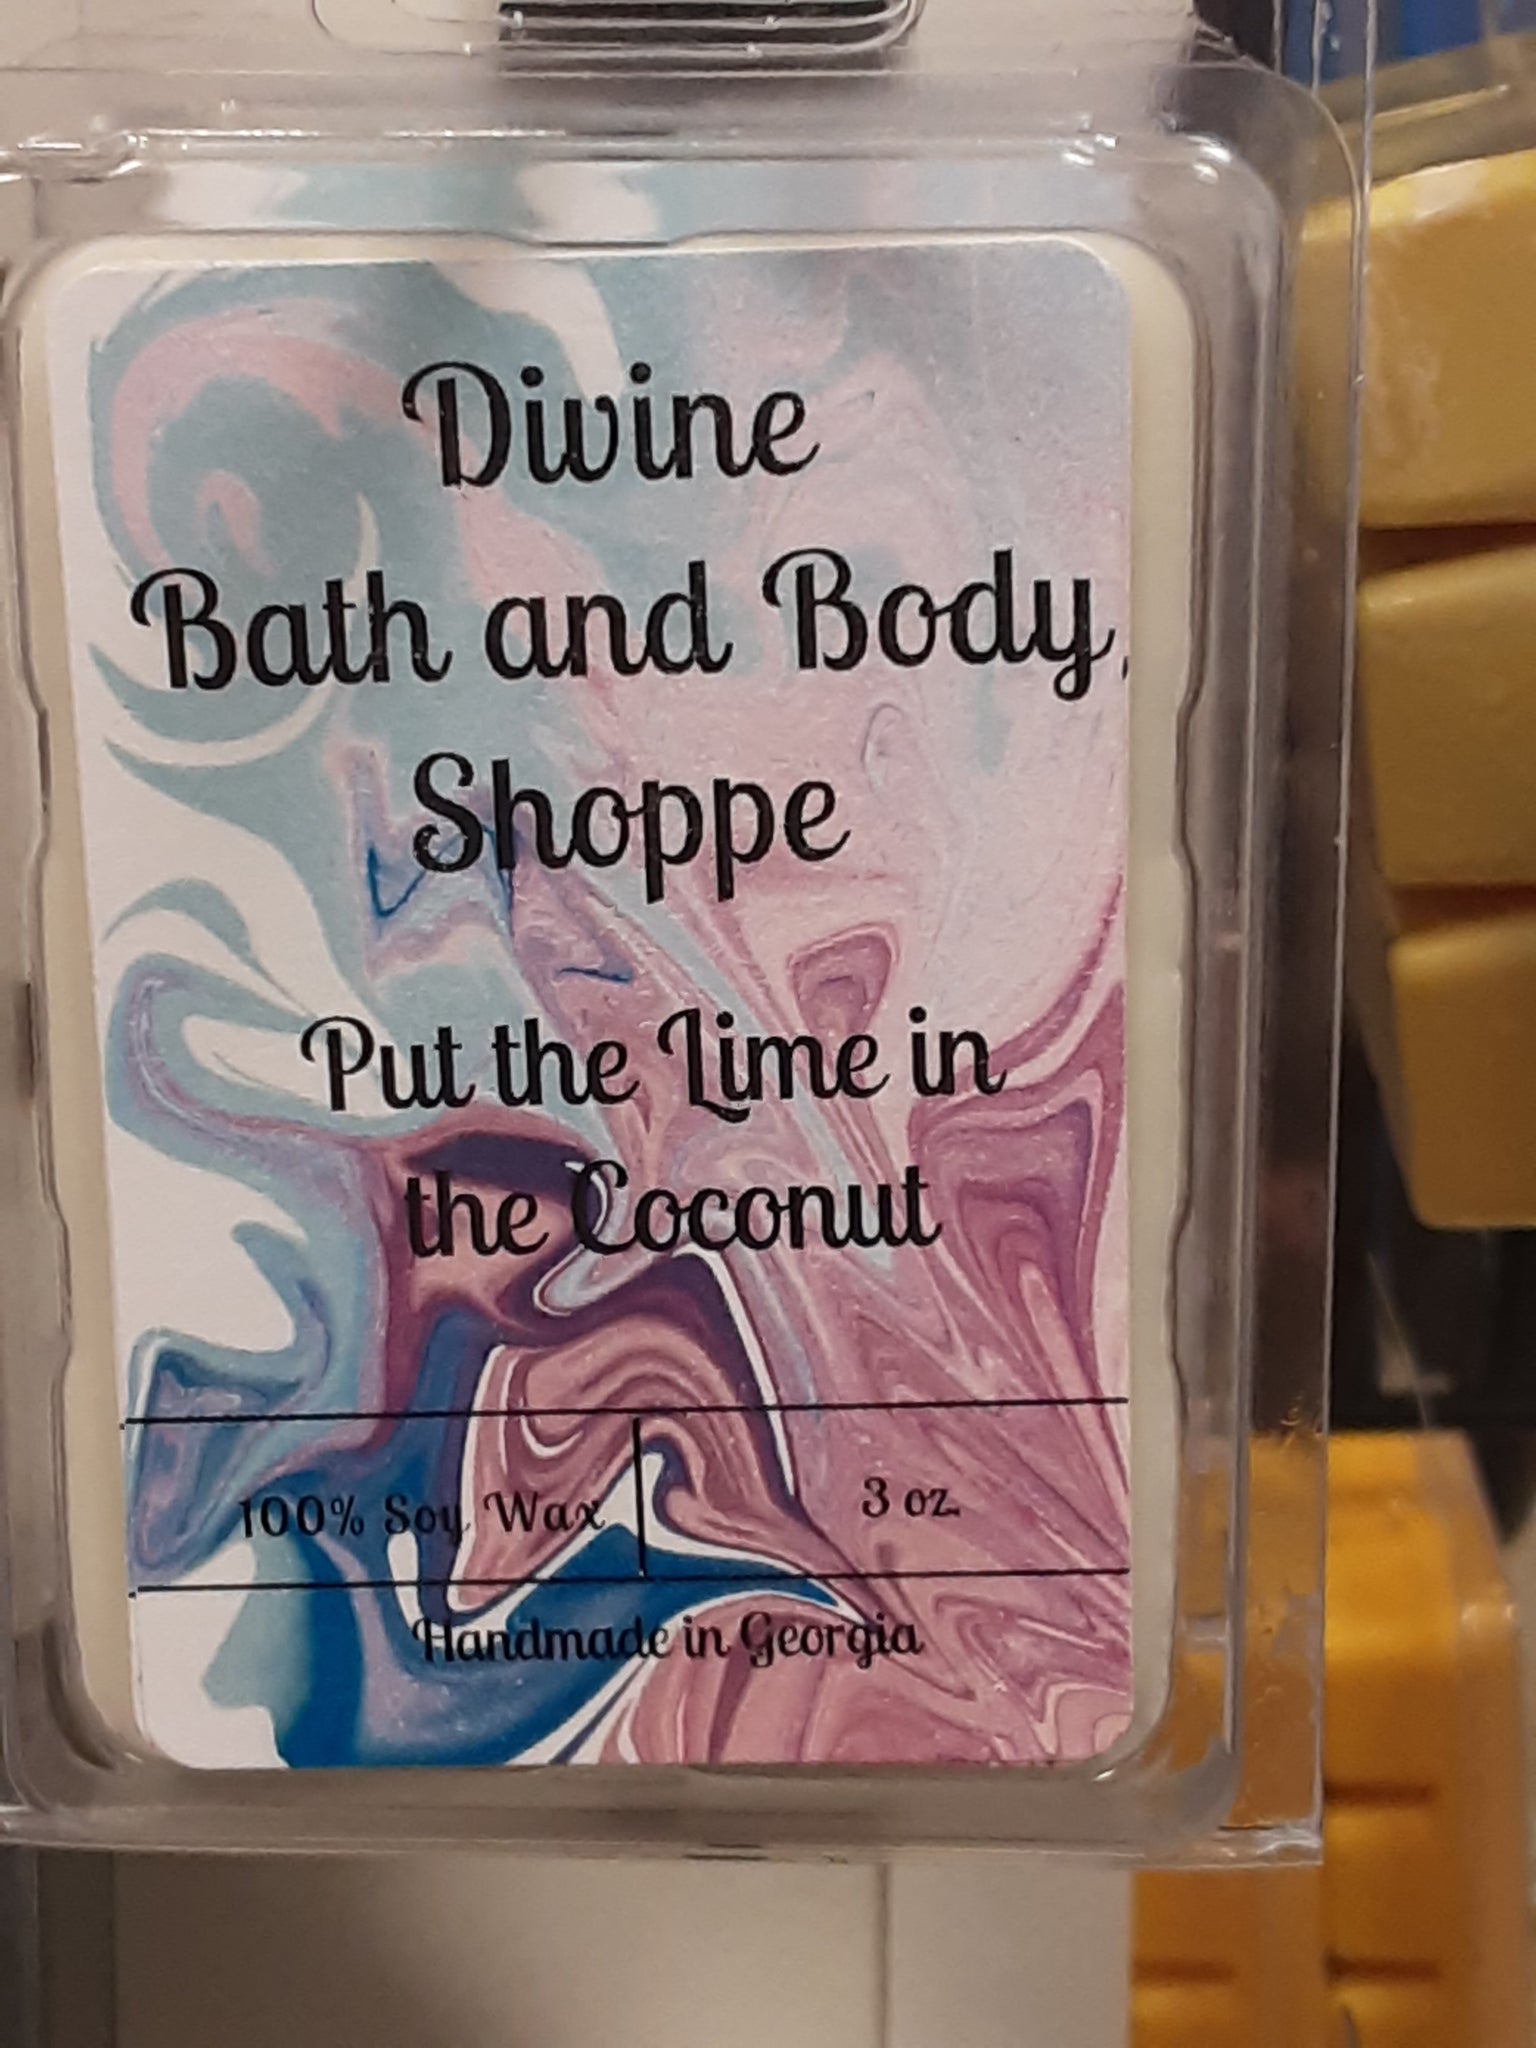 Divine
Bath and Body
Shoppe
Put the Lime in
the Coconut
100% Soy Wax
3 oz.
Handmade in Georgia